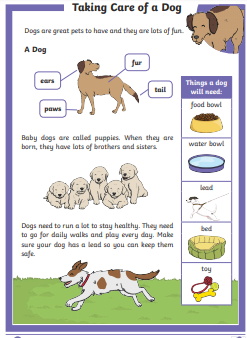 Taking Care of a Dog
Dogs are great pets to have and they are lots of fun.
A Dog
fur
ears
tail
paws
Baby dogs are called puppies. When they are
born, they have lots of brothers and sisters.
Dogs need to run a lot to stay healthy. They need
to go for daily walks and play every day. Make
sure your dog has a lead so you can keep them
safe.
Things a dog
will need:
food bowl
water bowl
lead
bed
toy